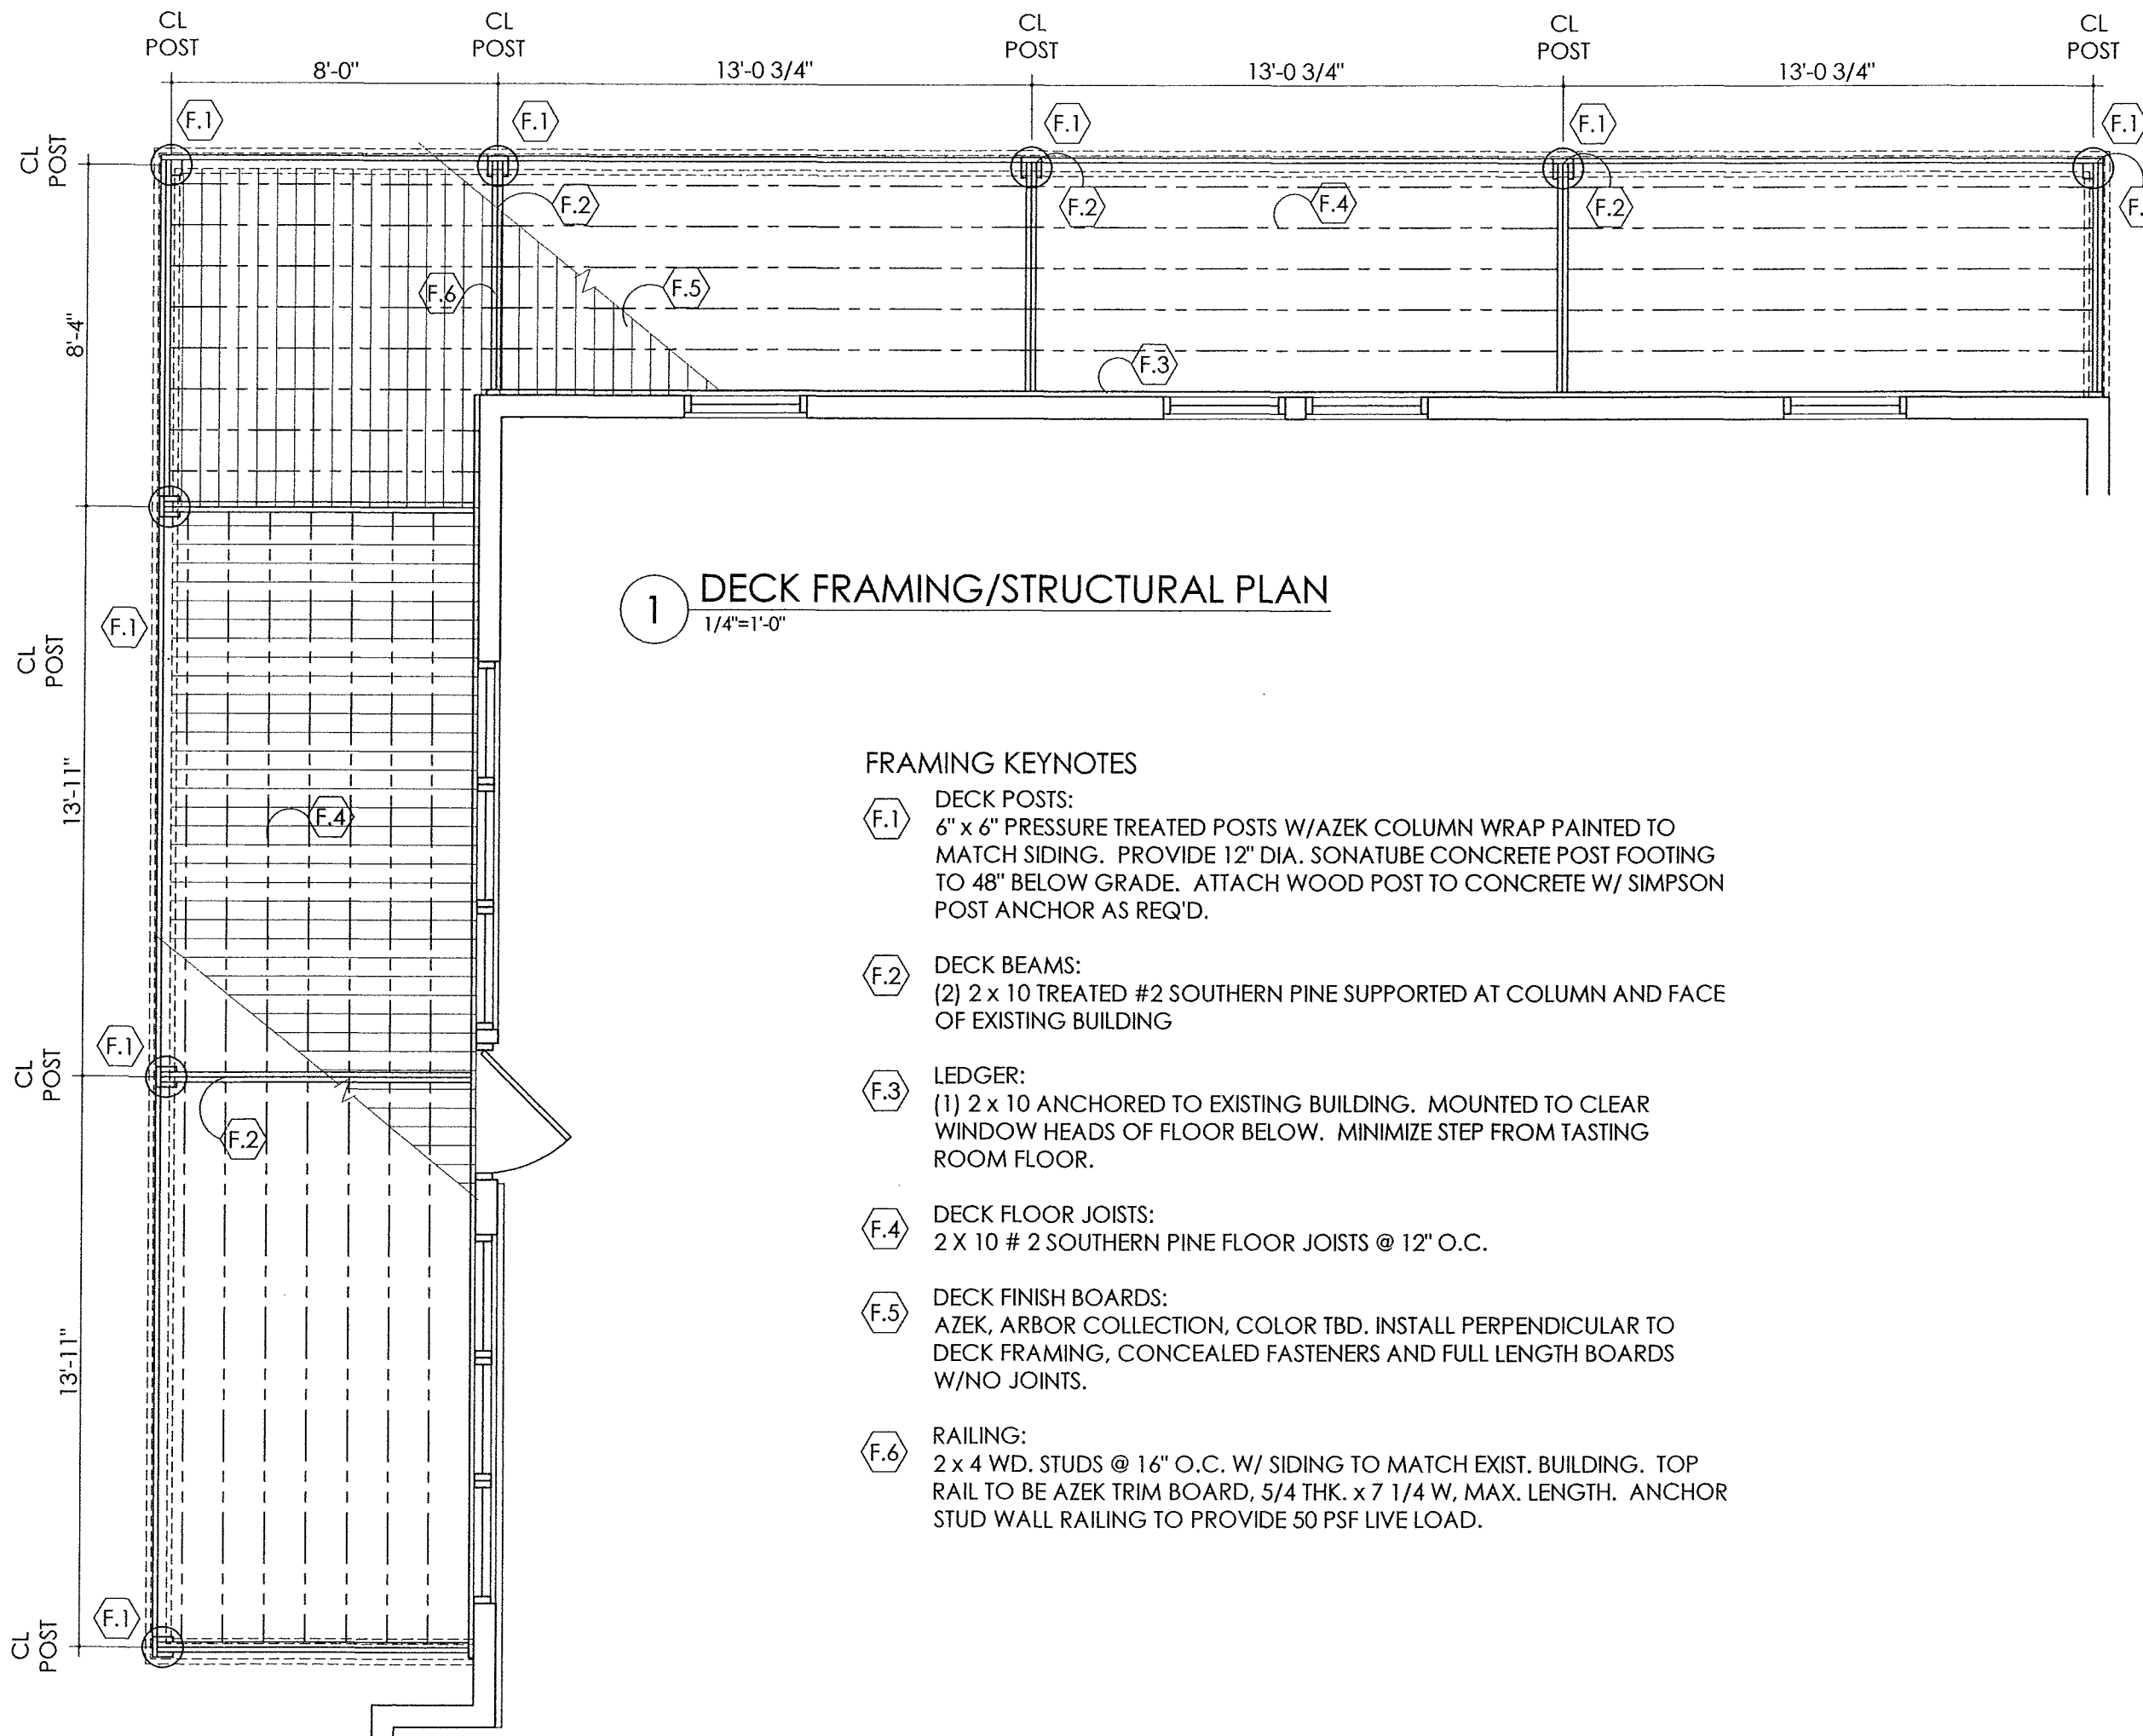 CL
POST
CL
POST
CL
POST
CL
POST
CL
POST
8'-0"
13'-0 3/4"
13'-0 3/4"
13'-0 3/4"
F.1
F.1
F.1
F.1
F.1
CL
POST
F.2
F.2
F.4
F.2
F.
F.6
F.5
8'-4"
F.3
1
DECK FRAMING/STRUCTURAL PLAN
1/4"=1'-0"
F.1
CL
POST
13'-11"
F.4
F.1
CL
POST
F.2
13'-11"
F.1
CL
POST
FRAMING KEYNOTES
F.1
DECK POSTS:
6" x 6" PRESSURE TREATED POSTS W/AZEK COLUMN WRAP PAINTED TO
MATCH SIDING. PROVIDE 12" DIA. SONATUBE CONCRETE POST FOOTING
TO 48" BELOW GRADE. ATTACH WOOD POST TO CONCRETE W/ SIMPSON
POST ANCHOR AS REQ'D.
F.2
DECK BEAMS:
(2) 2 x 10 TREATED #2 SOUTHERN PINE SUPPORTED AT COLUMN AND FACE
OF EXISTING BUILDING
F.3
LEDGER:
(1) 2 x 10 ANCHORED TO EXISTING BUILDING. MOUNTED TO CLEAR
WINDOW HEADS OF FLOOR BELOW. MINIMIZE STEP FROM TASTING
ROOM FLOOR.
F.4
DECK FLOOR JOISTS:
2 X 10 # 2 SOUTHERN PINE FLOOR JOISTS @ 12" O.C.
F.5
DECK FINISH BOARDS:
AZEK, ARBOR COLLECTION, COLOR TBD. INSTALL PERPENDICULAR TO
DECK FRAMING, CONCEALED FASTENERS AND FULL LENGTH BOARDS
W/NO JOINTS.
F.6
RAILING:
2 x 4 WD. STUDS @ 16" O.C. W/ SIDING TO MATCH EXIST. BUILDING. TOP
RAIL TO BE AZEK TRIM BOARD, 5/4 THK. x 7 1/4 W, MAX. LENGTH. ANCHOR
STUD WALL RAILING TO PROVIDE 50 PSF LIVE LOAD.